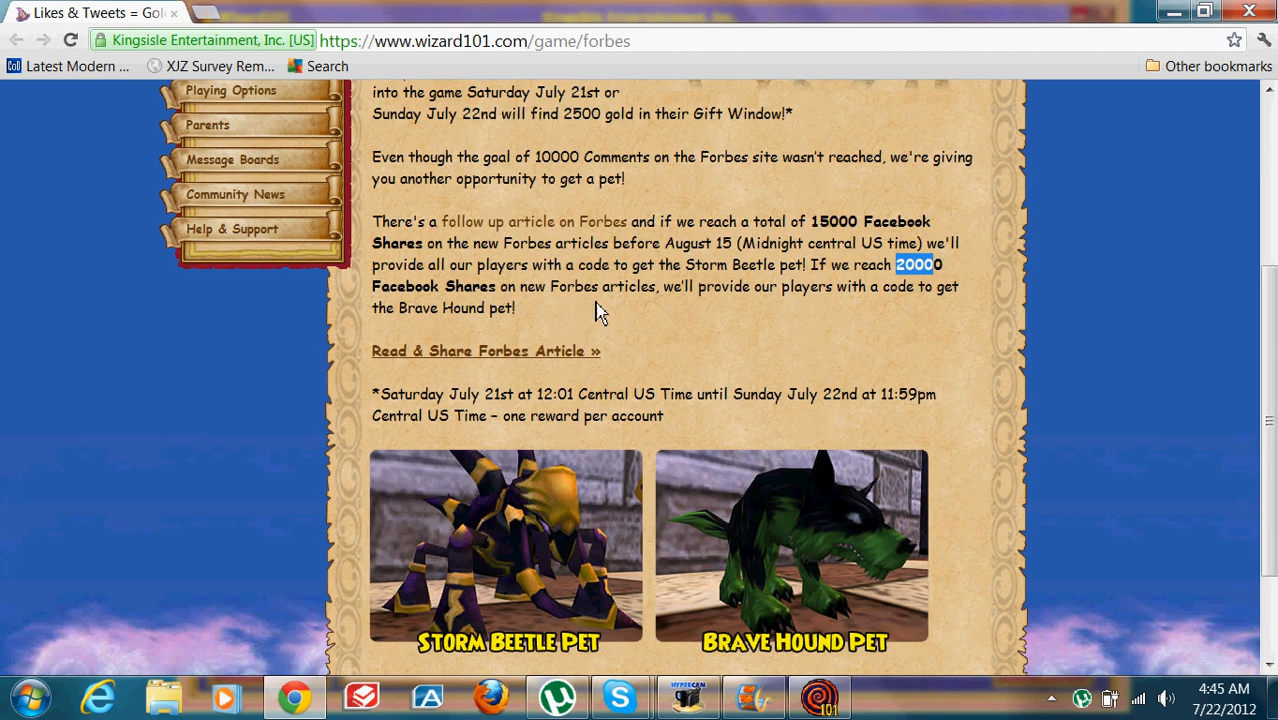 Likes & Tweets = Gol
Kingsisle Entertainment, Inc. [US] https://www.wizard101.com/game/forbes
Latest Modern ... XJZ Survey Rem... Search Other bookmarks
Playing Options
Parents
Message Boards
Community News
Help & Support
into the game Saturday July 21st or
Sunday July 22nd will find 2500 gold in their Gift Window!*
Even though the goal of 10000 Comments on the Forbes site wasn't reached, we're giving
you another opportunity to get a pet!
There's a follow up article on Forbes and if we reach a total of 15000 Facebook
Shares on the new Forbes articles before August 15 (Midnight central US time) we'll
provide all our players with a code to get the Storm Beetle pet! If we reach 20000
Facebook Shares on new Forbes articles, we'll provide our players with a code to get
the Brave Hound pet!
Read & Share Forbes Article »
*Saturday July 21st at 12:01 Central US Time until Sunday July 22nd at 11:59pm
Central US Time – one reward per account
STORM BEETLE PET BRAVE HOUND PET
HYPERCAM
101
4:45 AM
7/22/2012